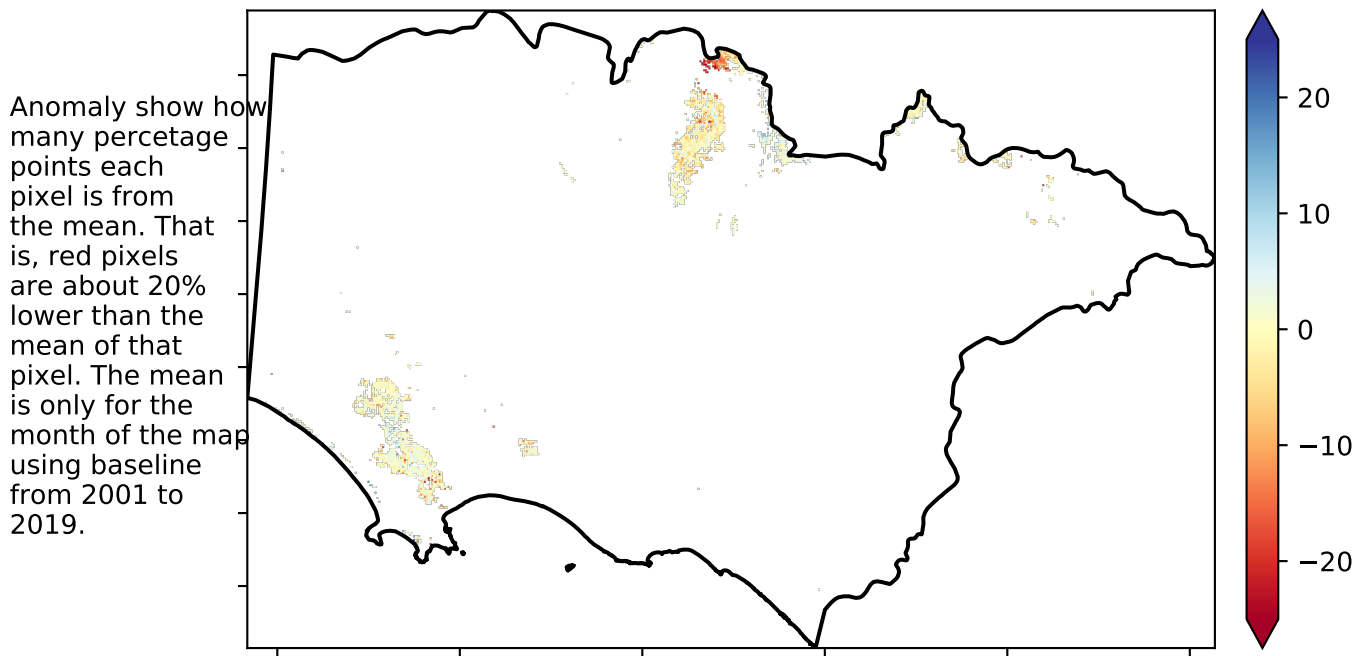 Anomaly show how
many percetage
points each
pixel is from
the mean. That
is, red pixels
are about 20%
lower than the
mean of that
pixel. The mean
is only for the
month of the map
using baseline
from 2001 to
2019.
20
10
0
−10
−20